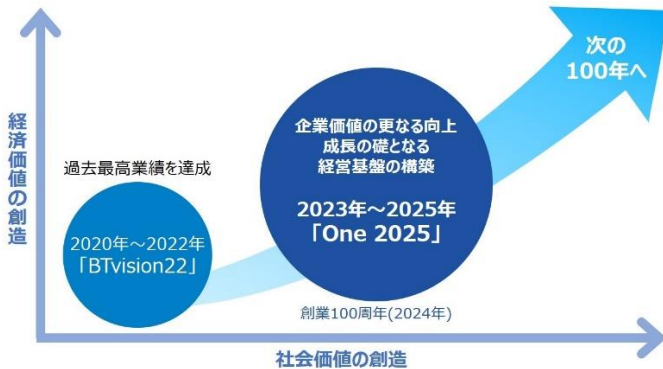 次の
100年へ
経済価値の創造
過去最高業績を達成
2020年～2022年
「BTvision22」
企業価値の更なる向上
成長の礎となる
経営基盤の構築
2023年～2025年
「One 2025」
創業100周年(2024年)
社会価値の創造